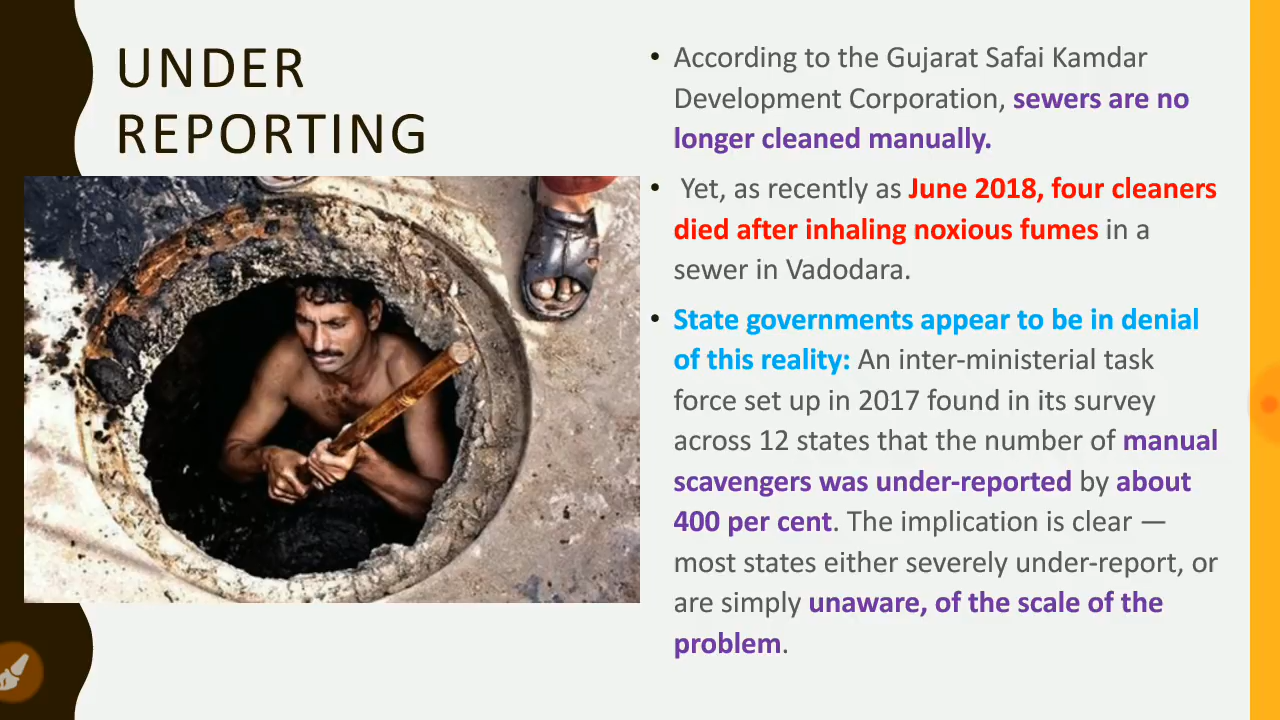 UNDER
REPORTING
• According to the Gujarat Safai Kamdar
Development Corporation, sewers are no
longer cleaned manually.
• Yet, as recently as June 2018, four cleaners
died after inhaling noxious fumes in a
sewer in Vadodara.
• State governments appear to be in denial
of this reality: An inter-ministerial task
force set up in 2017 found in its survey
across 12 states that the number of manual
scavengers was under-reported by about
400 per cent. The implication is clear —
most states either severely under-report, or
are simply unaware, of the scale of the
problem.